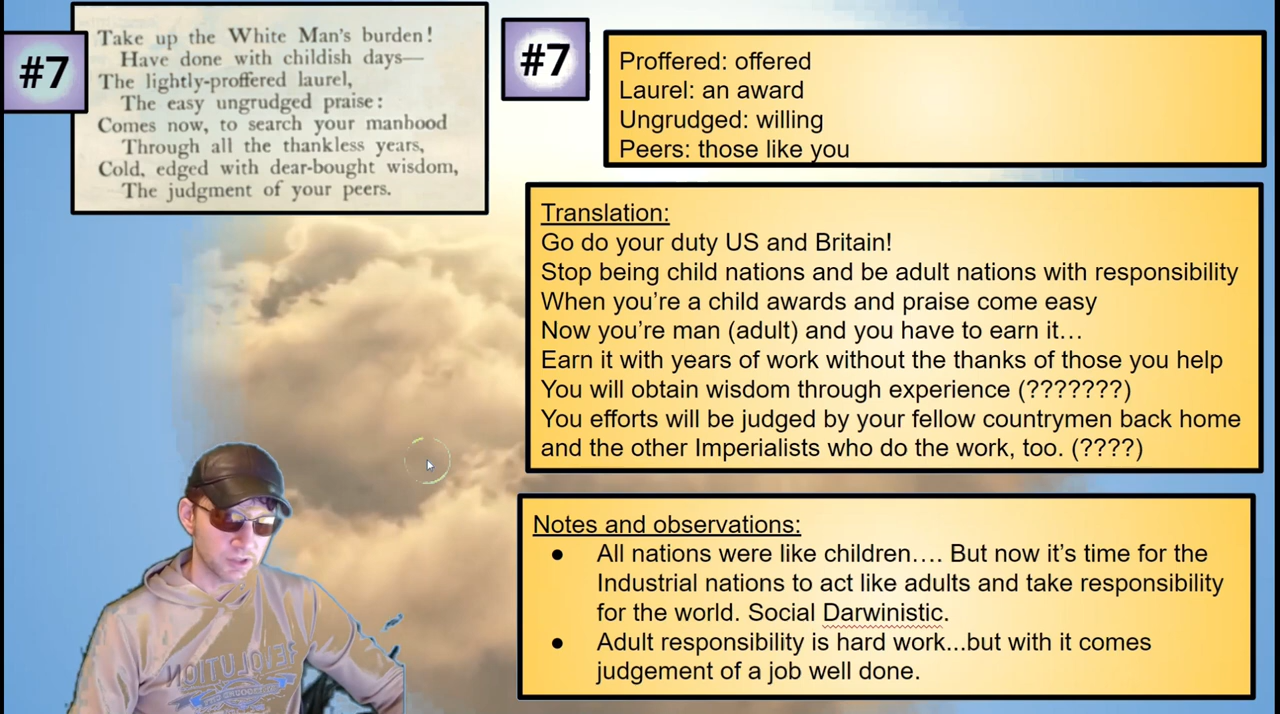 #7
Take up the White Man's burden!
Have done with childish days—
The lightly-proffered laurel,
The easy ungrudged praise:
Comes now, to search your manhood
Through all the thankless years,
Cold, edged with dear-bought wisdom,
The judgment of your peers.
#7
Proffered: offered
Laurel: an award
Ungrudged: willing
Peers: those like you
Translation:
Go do your duty US and Britain!
Stop being child nations and be adult nations with responsibility
When you’re a child awards and praise come easy
Now you’re man (adult) and you have to earn it…
Earn it with years of work without the thanks of those you help
You will obtain wisdom through experience (???????)
You efforts will be judged by your fellow countrymen back home
and the other Imperialists who do the work, too. (????)
Notes and observations:
● All nations were like children…. But now it’s time for the
Industrial nations to act like adults and take responsibility
for the world. Social Darwinistic.
● Adult responsibility is hard work...but with it comes
judgement of a job well done.
REVOLUTION